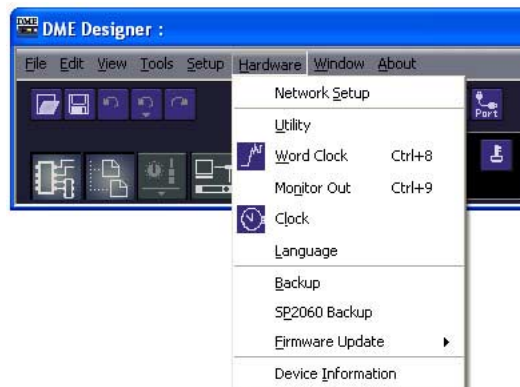 DME Designer :
File Edit View Tools Setup Hardware Window About
Network Setup
Port
Utility
Word Clock Ctrl+8
Monitor Out Ctrl+9
Clock
Language
Backup
SP2060 Backup
Firmware Update
Device Information